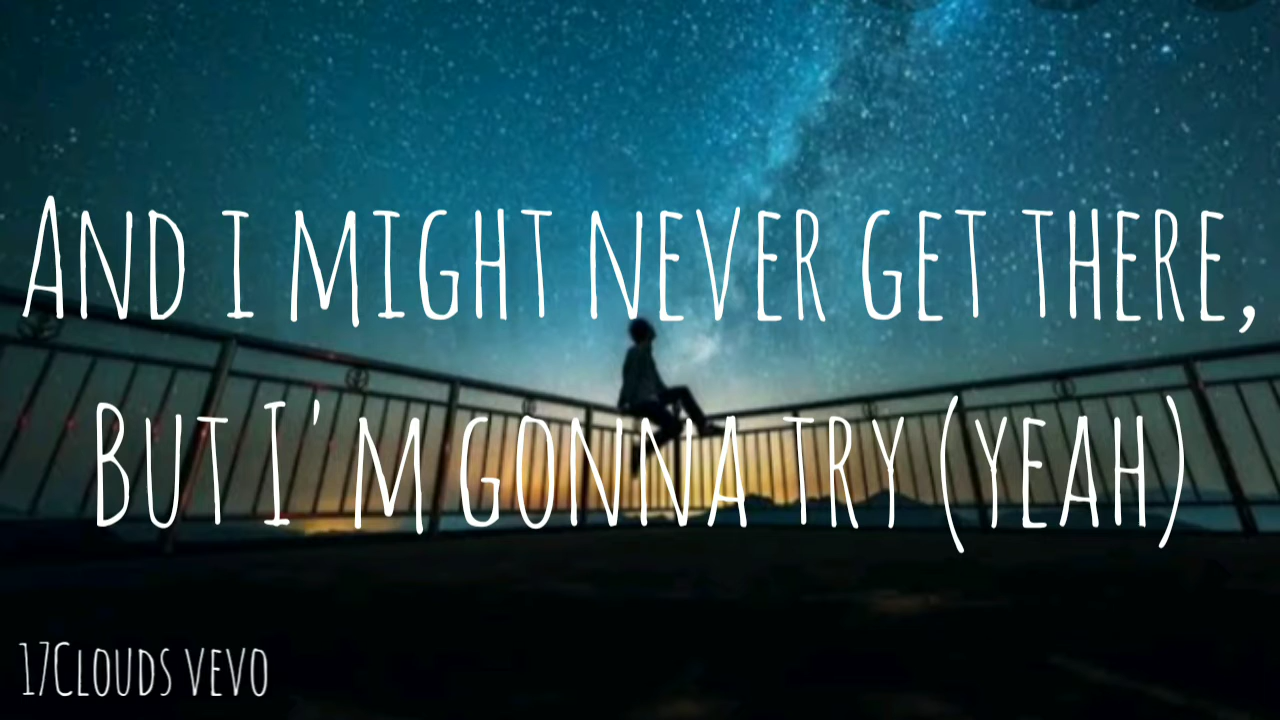 And i might never get there,
But I'm gonna try (yeah)
17Clouds vevo